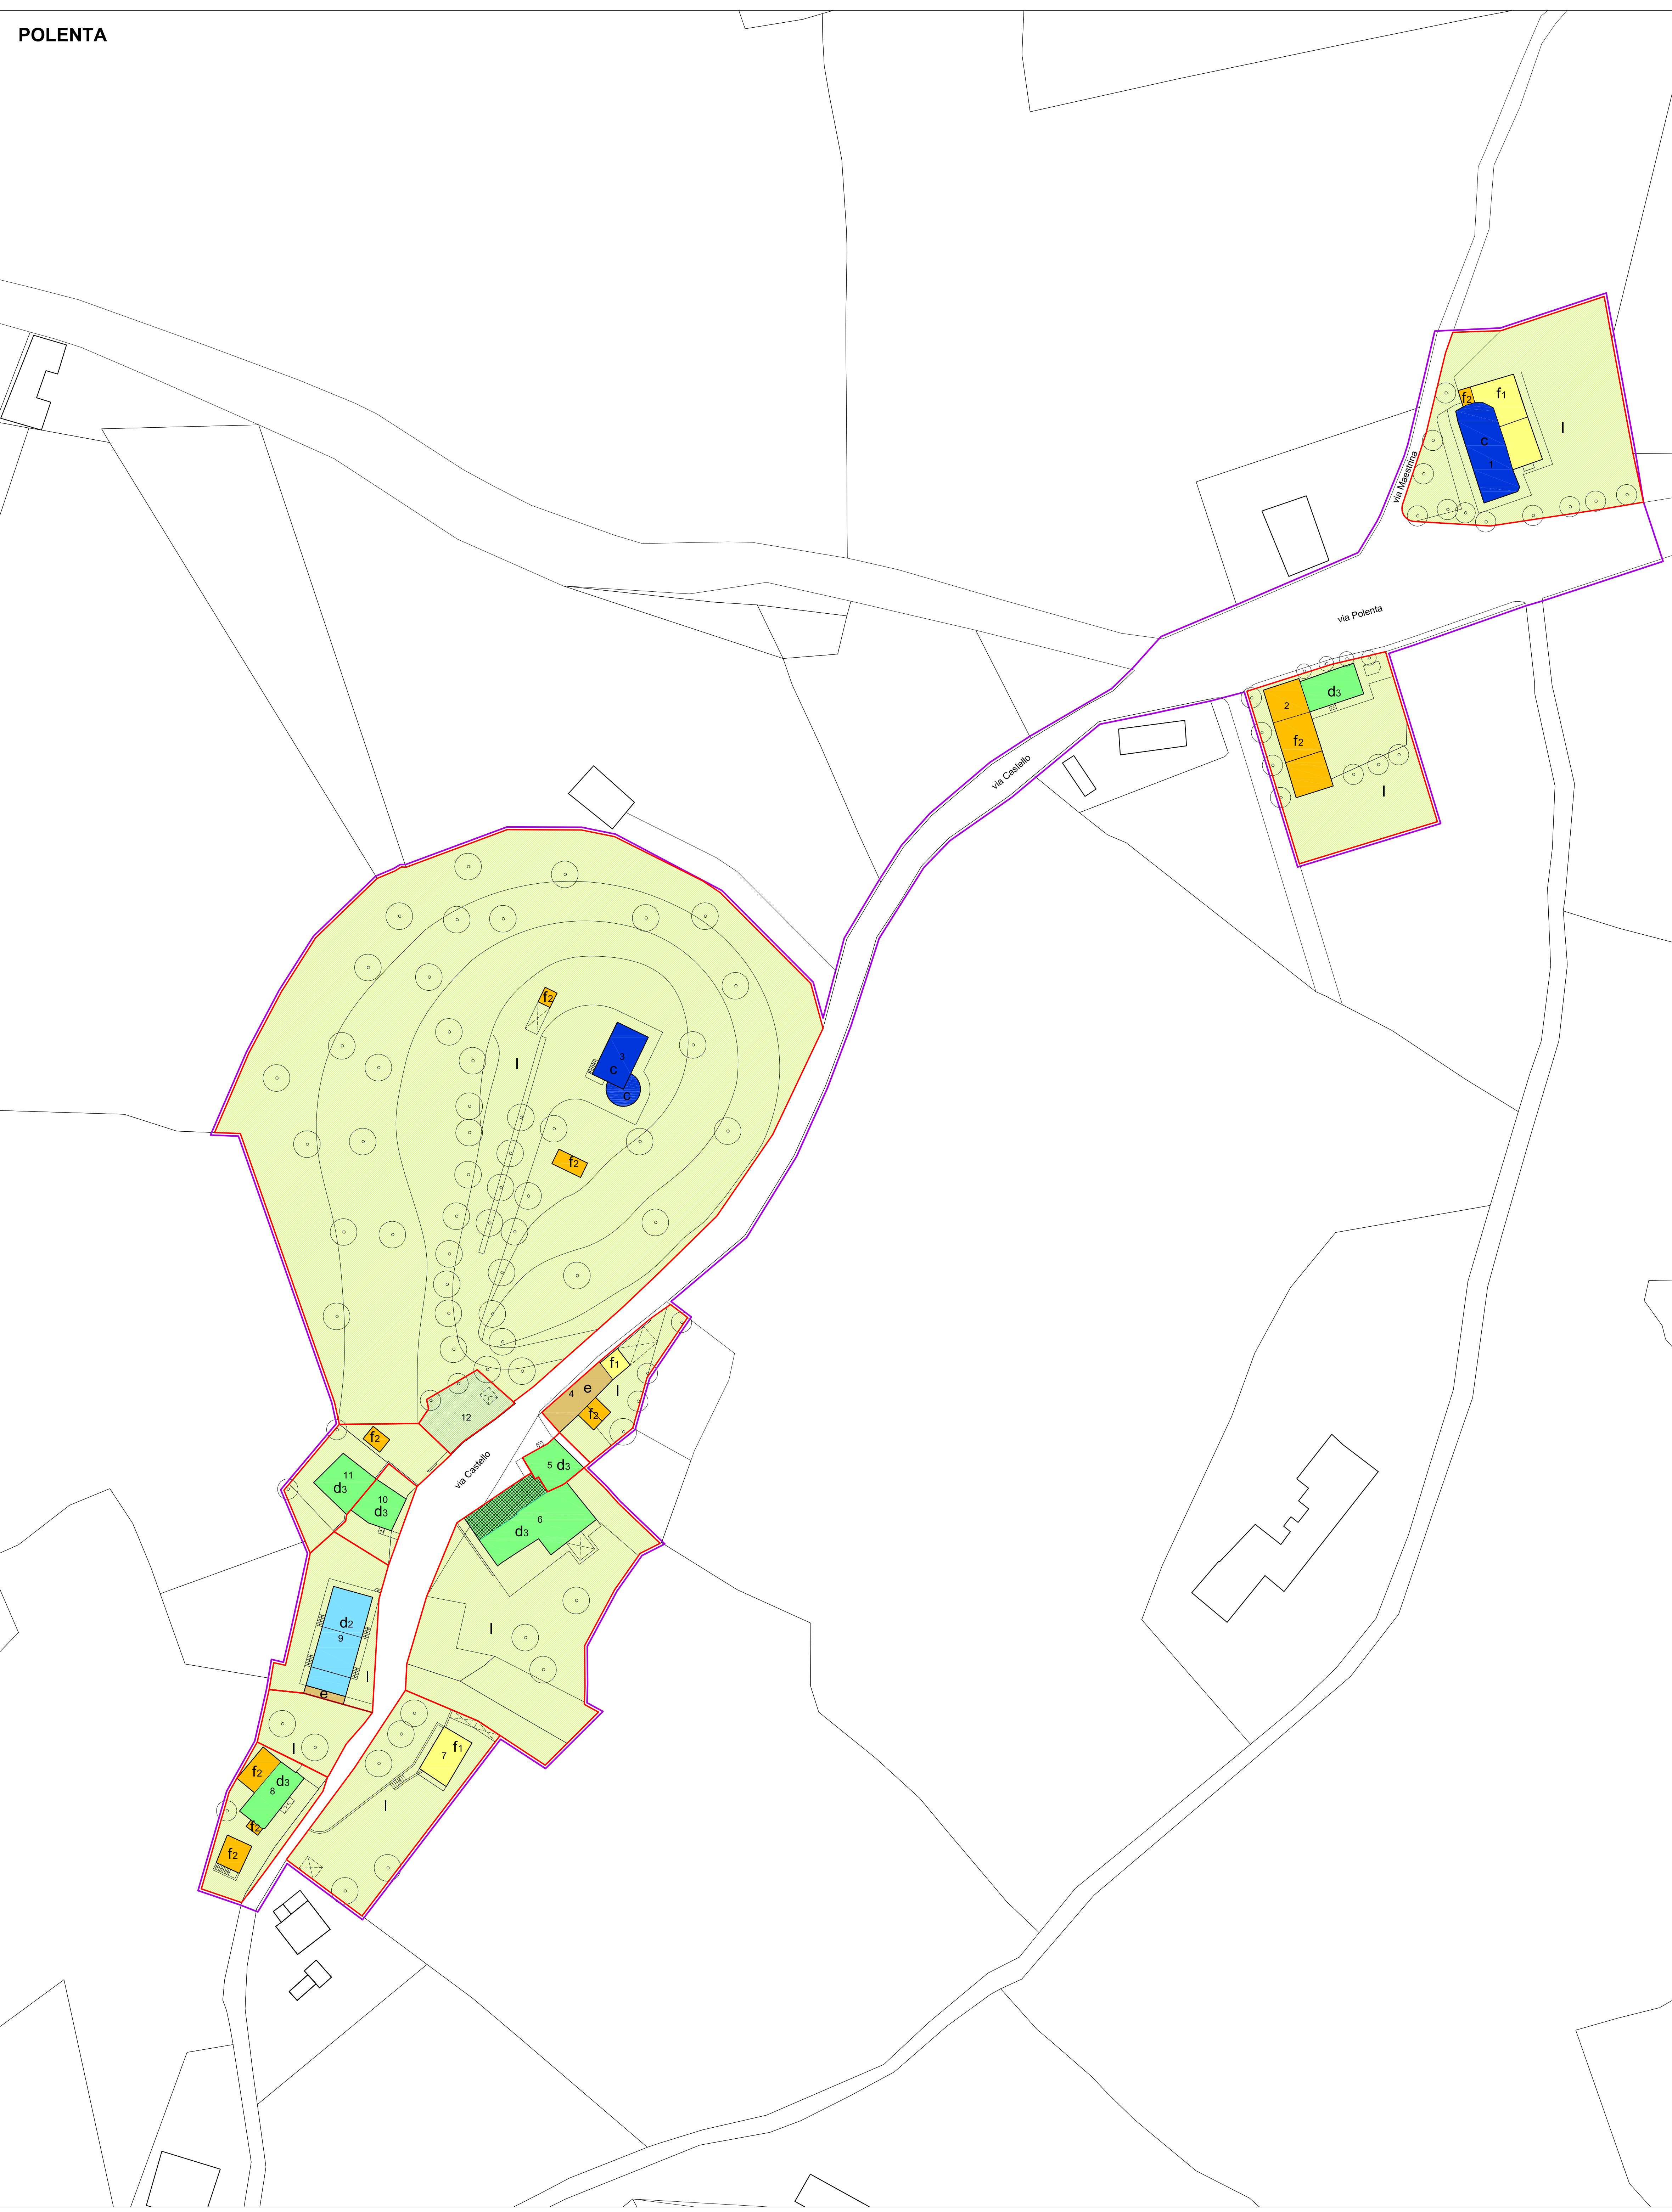 POLENTA
f2
f1
l
c
1
via Maestrina
via Polenta
d3
2
f2
l
via Castello
f2
l
3
c
c
f2
f1
e
4
l
f2
12
f2
via Castello
5 d3
11
d3
10
d3
6
d3
d2
9
l
l
e
l
f1
7
f2
d3
8
l
f2
f2